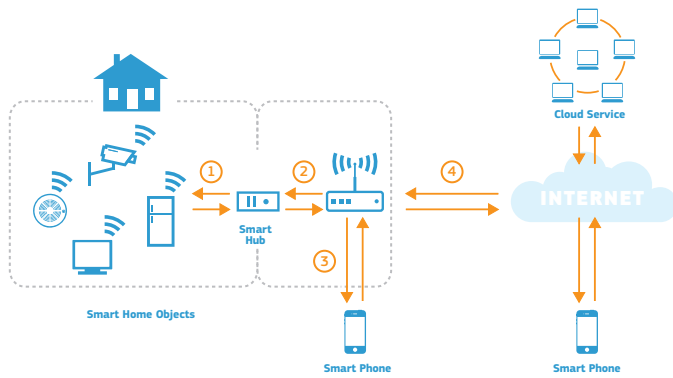 Cloud Service
1
2
4
INTERNET
Smart
Hub
3
Smart Home Objects
Smart Phone
Smart Phone